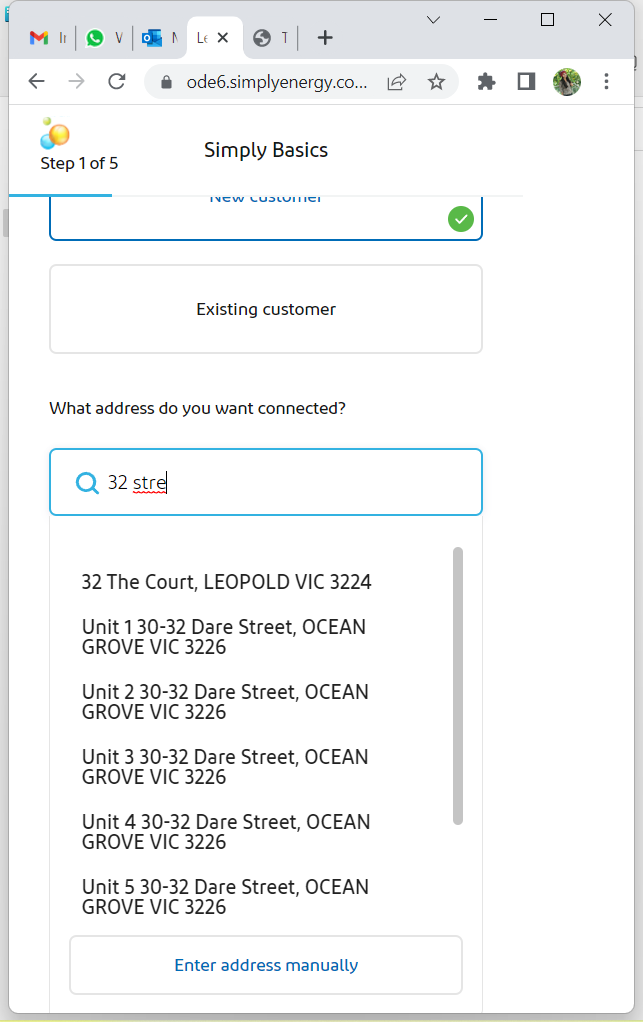 Le
T
ode6.simplyenergy.co...
Step 1 of 5
Simply Basics
New customer
Existing customer
What address do you want connected?
32 stre
32 The Court, LEOPOLD VIC 3224
Unit 1 30-32 Dare Street, OCEAN
GROVE VIC 3226
Unit 2 30-32 Dare Street, OCEAN
GROVE VIC 3226
Unit 3 30-32 Dare Street, OCEAN
GROVE VIC 3226
Unit 4 30-32 Dare Street, OCEAN
GROVE VIC 3226
Unit 5 30-32 Dare Street, OCEAN
GROVE VIC 3226
Enter address manually